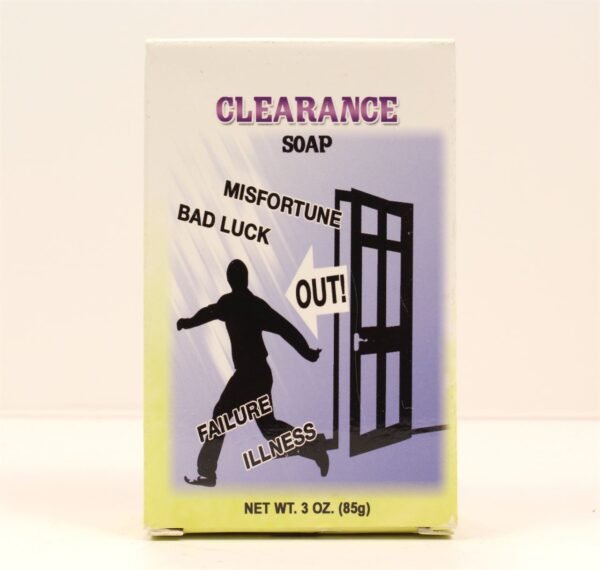 CLEARANCE
SOAP
MISFORTUNE
BAD LUCK
OUT!
FAILURE
ILLNESS
NET WT. 3 OZ. (85g)